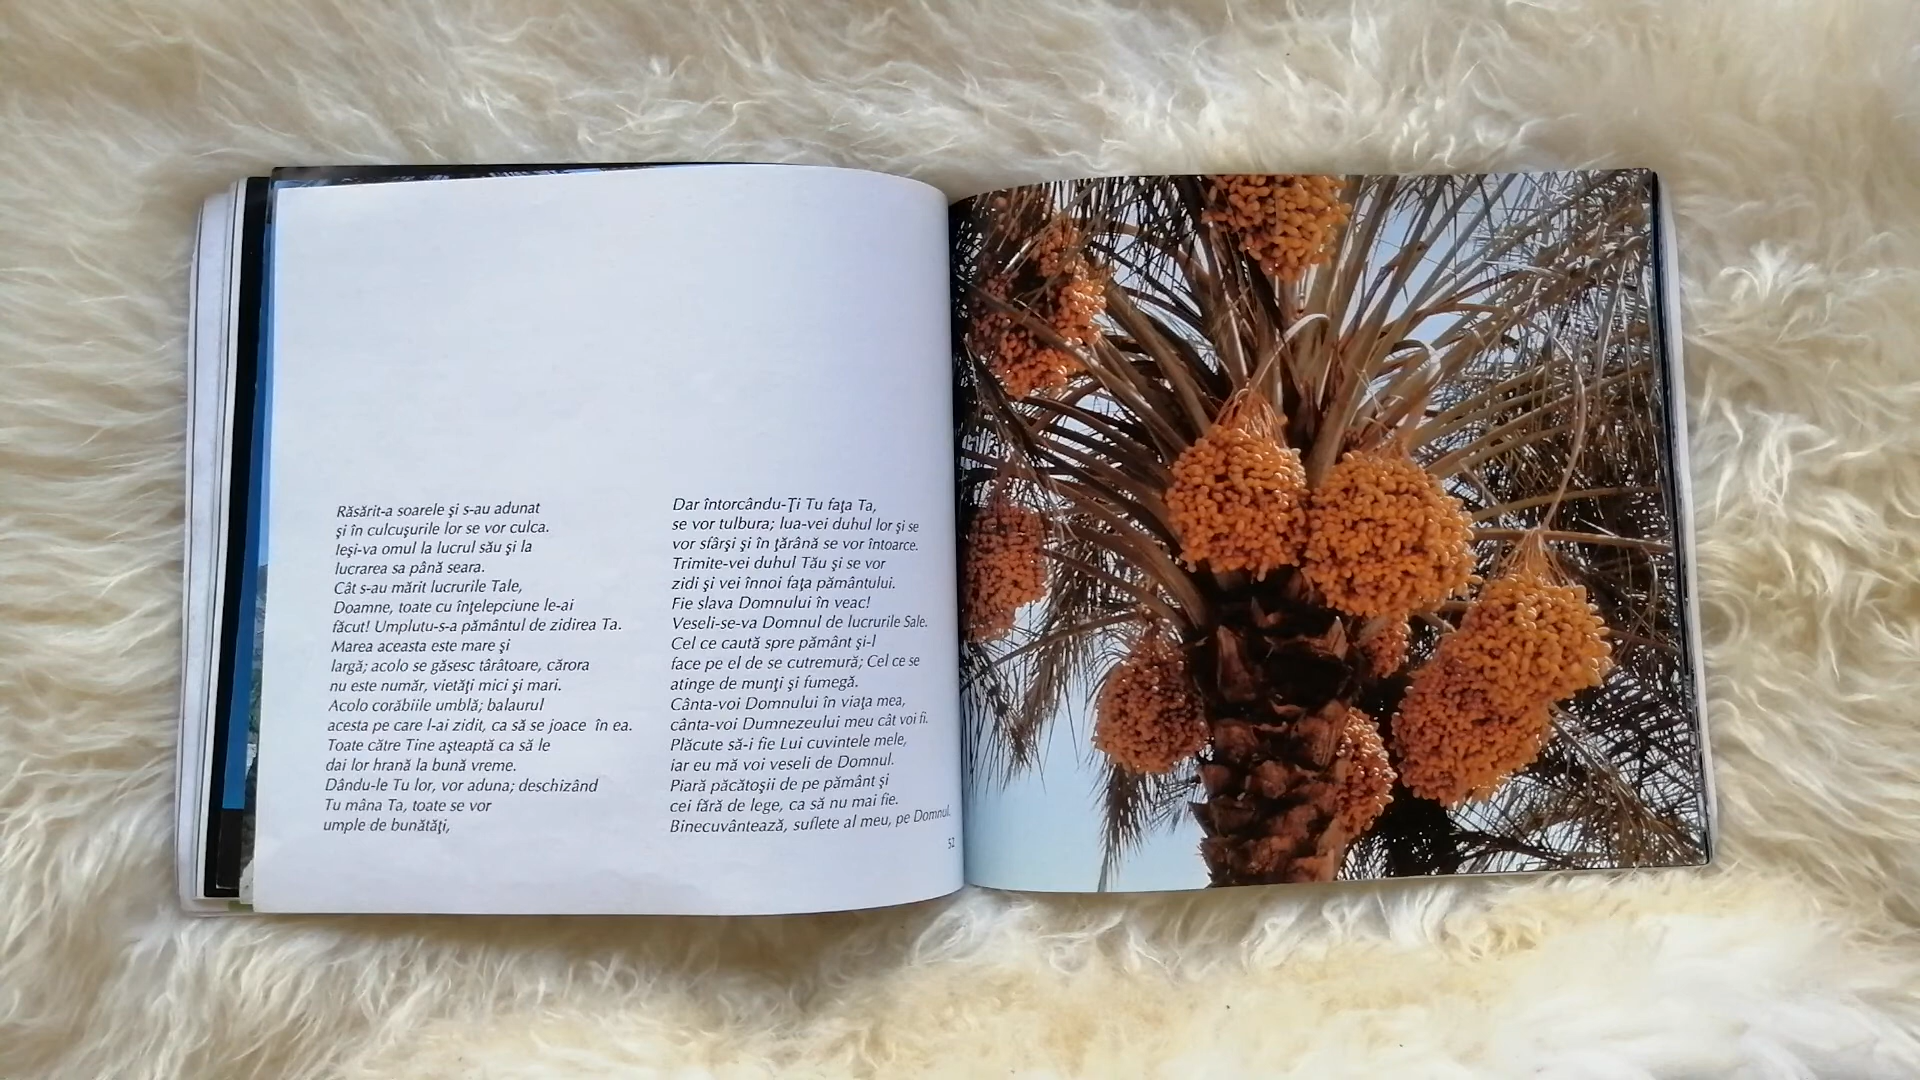 Răsărit-a soarele şi s-au adunat
şi în culcuşurile lor se vor culca.
Ieşi-va omul la lucrul său şi la
lucrarea sa până seara.
Cât s-au mărit lucrurile Tale,
Doamne, toate cu înţelepciune le-ai
făcut! Umplutu-s-a pământul de zidirea Ta.
Marea aceasta este mare şi
largă; acolo se găsesc târâtoare, cărora
nu este număr, vietăţi mici şi mari.
Acolo corăbiile umblă; balaurul
acesta pe care l-ai zidit, ca să se joace în ea.
Toate către Tine aşteaptă ca să le
dai lor hrană la bună vreme.
Dându-le Tu lor, vor aduna; deschizând
Tu mâna Ta, toate se vor
umple de bunătăţi,
Dar întorcându-Ţi Tu faţa Ta,
se vor tulbura; lua-vei duhul lor şi se
vor sfârşi şi în ţărână se vor întoarce.
Trimite-vei duhul Tău şi se vor
zidi şi vei înnoi faţa pământului.
Fie slava Domnului în veac!
Veseli-se-va Domnul de lucrurile Sale.
Cel ce caută spre pământ şi-l
face pe el de se cutremură; Cel ce se
atinge de munţi şi fumegă.
Cânta-voi Domnului în viaţa mea,
cânta-voi Dumnezeului meu cât voi fi.
Plăcute să-i fie Lui cuvintele mele,
iar eu mă voi veseli de Domnul.
Piară păcătoşii de pe pământ şi
cei fără de lege, ca să nu mai fie.
Binecuvântează, suflete al meu, pe Domnul.
52